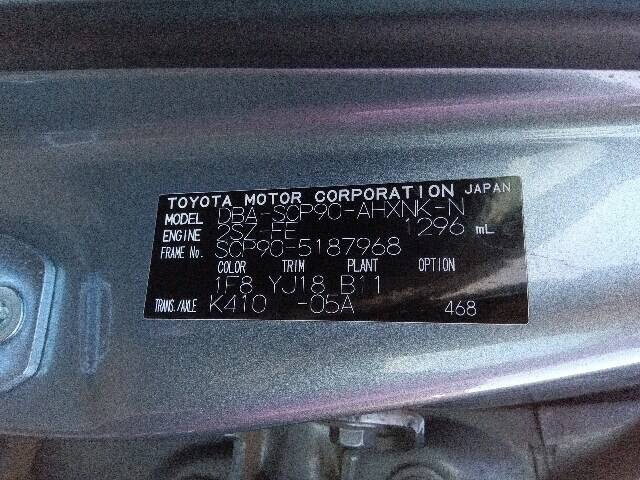 TOYOTA MOTOR CORPORATION JAPAN
MODEL DBA-SCP90-AHXNK-N
ENGINE 2SZ-FE 1296 mL
FRAME No. SCP90-5187968
COLOR TRIM PLANT OPTION
1F8 YJ18 B11
TRANS./AXLE K410 -05A 468